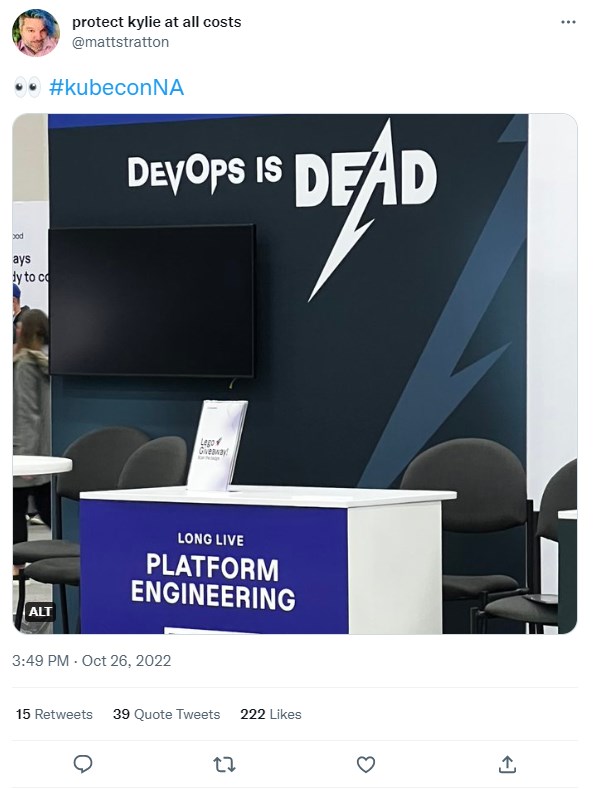 protect kylie at all costs
@mattstratton
👀 #kubeconNA
DEVOPS IS DEAD
ood
ays
dy to co
Lego
Giveaway!
LONG LIVE
PLATFORM
ENGINEERING
ALT
3:49 PM · Oct 26, 2022
15 Retweets 39 Quote Tweets 222 Likes